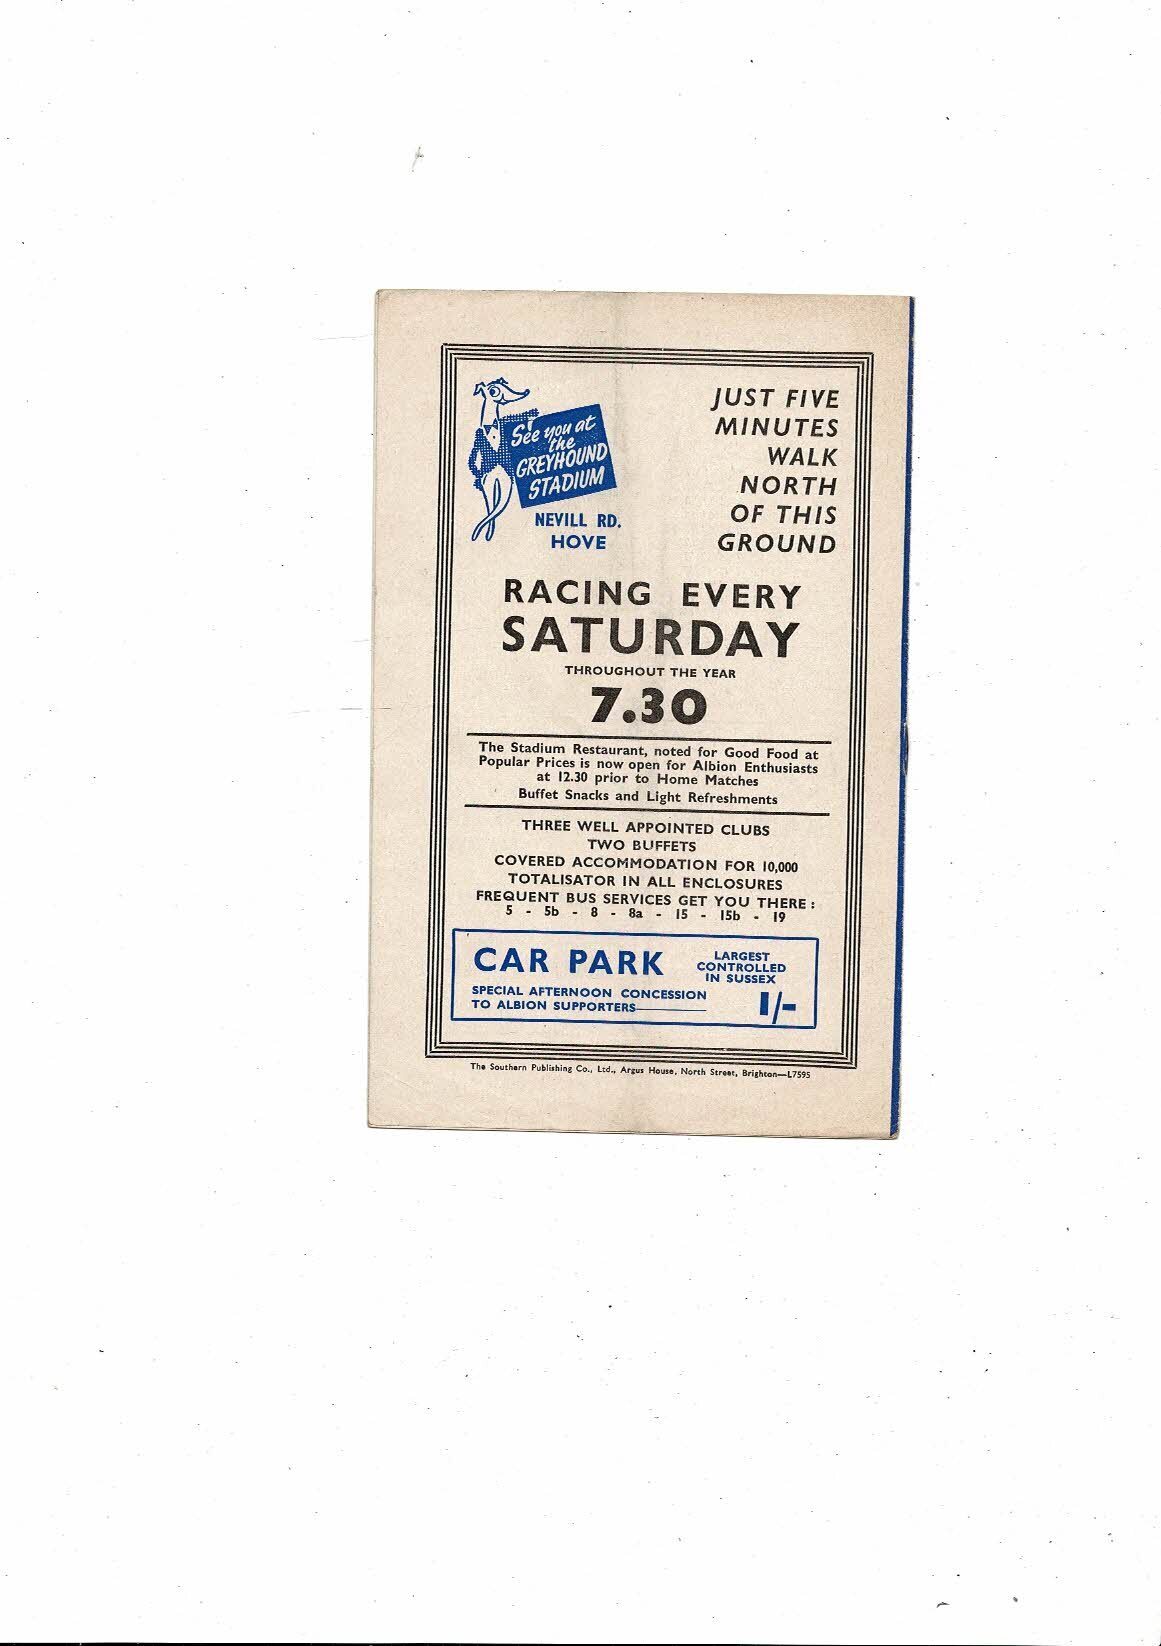 See you at
the
GREYHOUND
STADIUM
NEVILL RD.
HOVE
JUST FIVE
MINUTES
WALK
NORTH
OF THIS
GROUND
RACING EVERY
SATURDAY
THROUGHOUT THE YEAR
7.30
The Stadium Restaurant, noted for Good Food at
Popular Prices is now open for Albion Enthusiasts
at 12.30 prior to Home Matches
Buffet Snacks and Light Refreshments
THREE WELL APPOINTED CLUBS
TWO BUFFETS
COVERED ACCOMMODATION FOR 10,000
TOTALISATOR IN ALL ENCLOSURES
FREQUENT BUS SERVICES GET YOU THERE :
5 - 5b - 8 - 8a - 15 - 15b - 19
CAR PARK
LARGEST
CONTROLLED
IN SUSSEX
SPECIAL AFTERNOON CONCESSION
TO ALBION SUPPORTERS
1/-
The Southern Publishing Co., Ltd., Argus House, North Street, Brighton—L7595